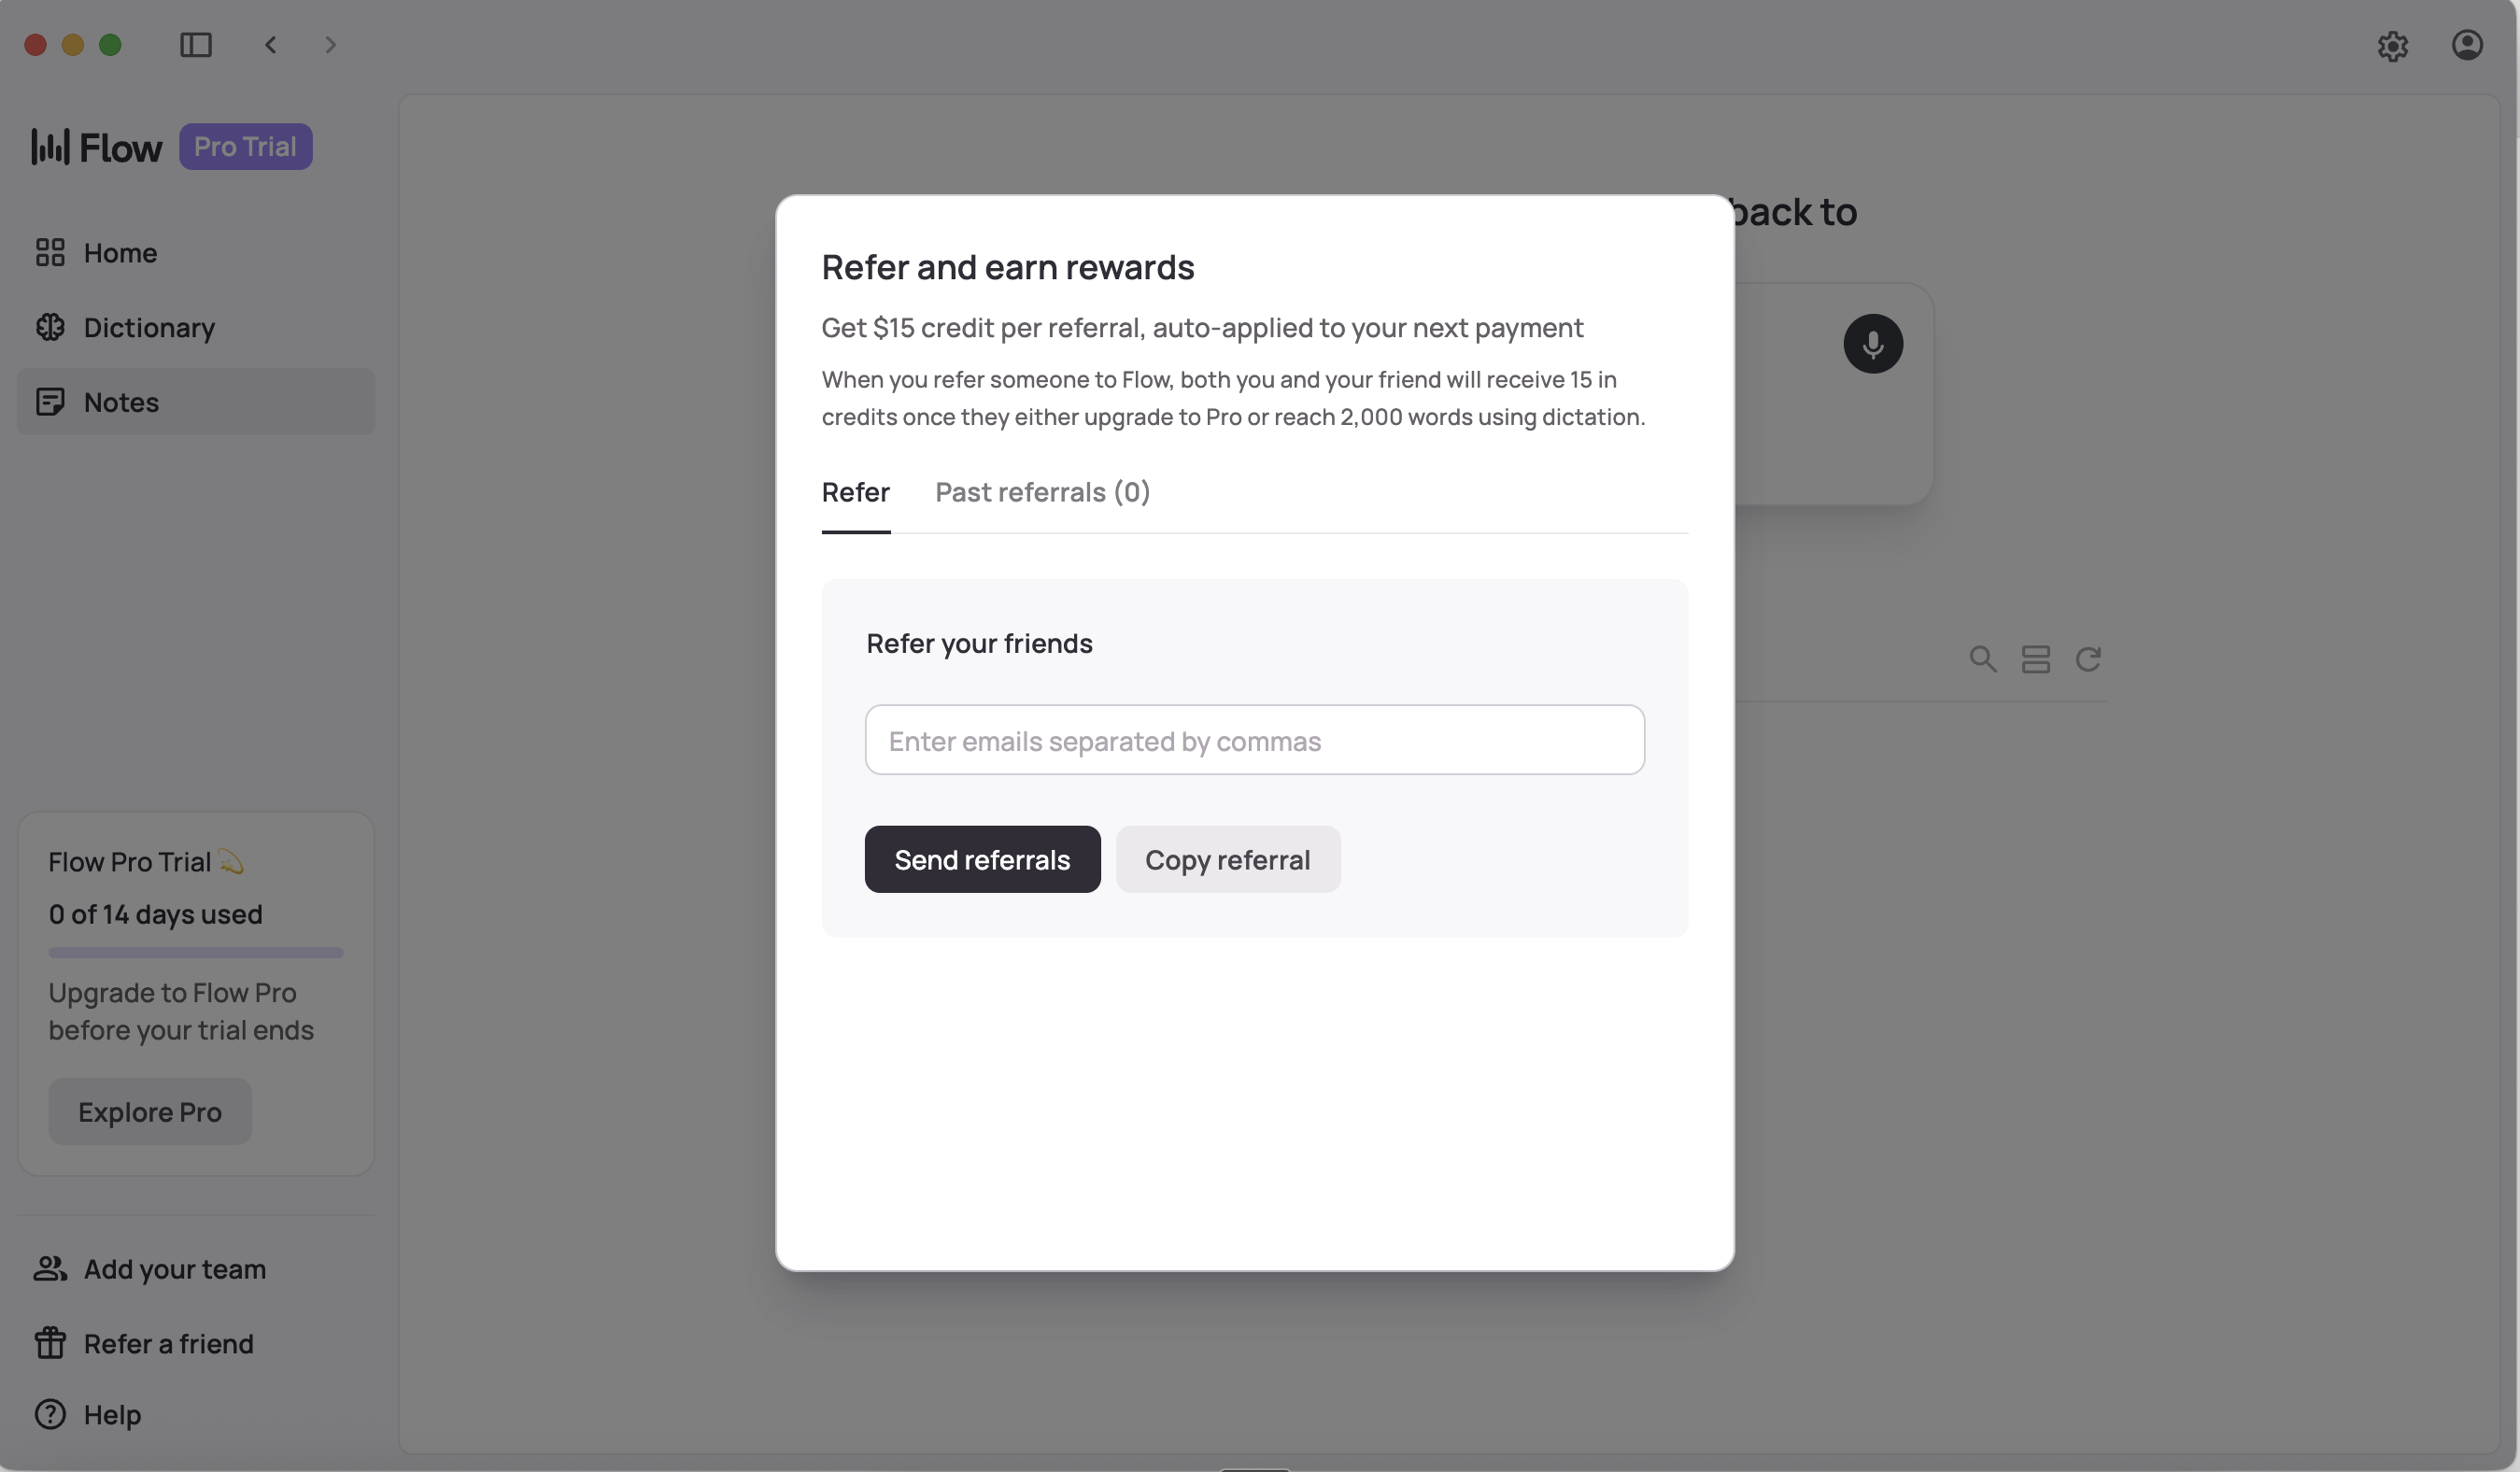 Flow Pro Trial
Home
Dictionary
Notes
Flow Pro Trial 💫
0 of 14 days used
Upgrade to Flow Pro
before your trial ends
Explore Pro
Add your team
Refer a friend
Help
back to
Refer and earn rewards
Get $15 credit per referral, auto-applied to your next payment
When you refer someone to Flow, both you and your friend will receive 15 in
credits once they either upgrade to Pro or reach 2,000 words using dictation.
Refer Past referrals (0)
Refer your friends
Enter emails separated by commas
Send referrals Copy referral